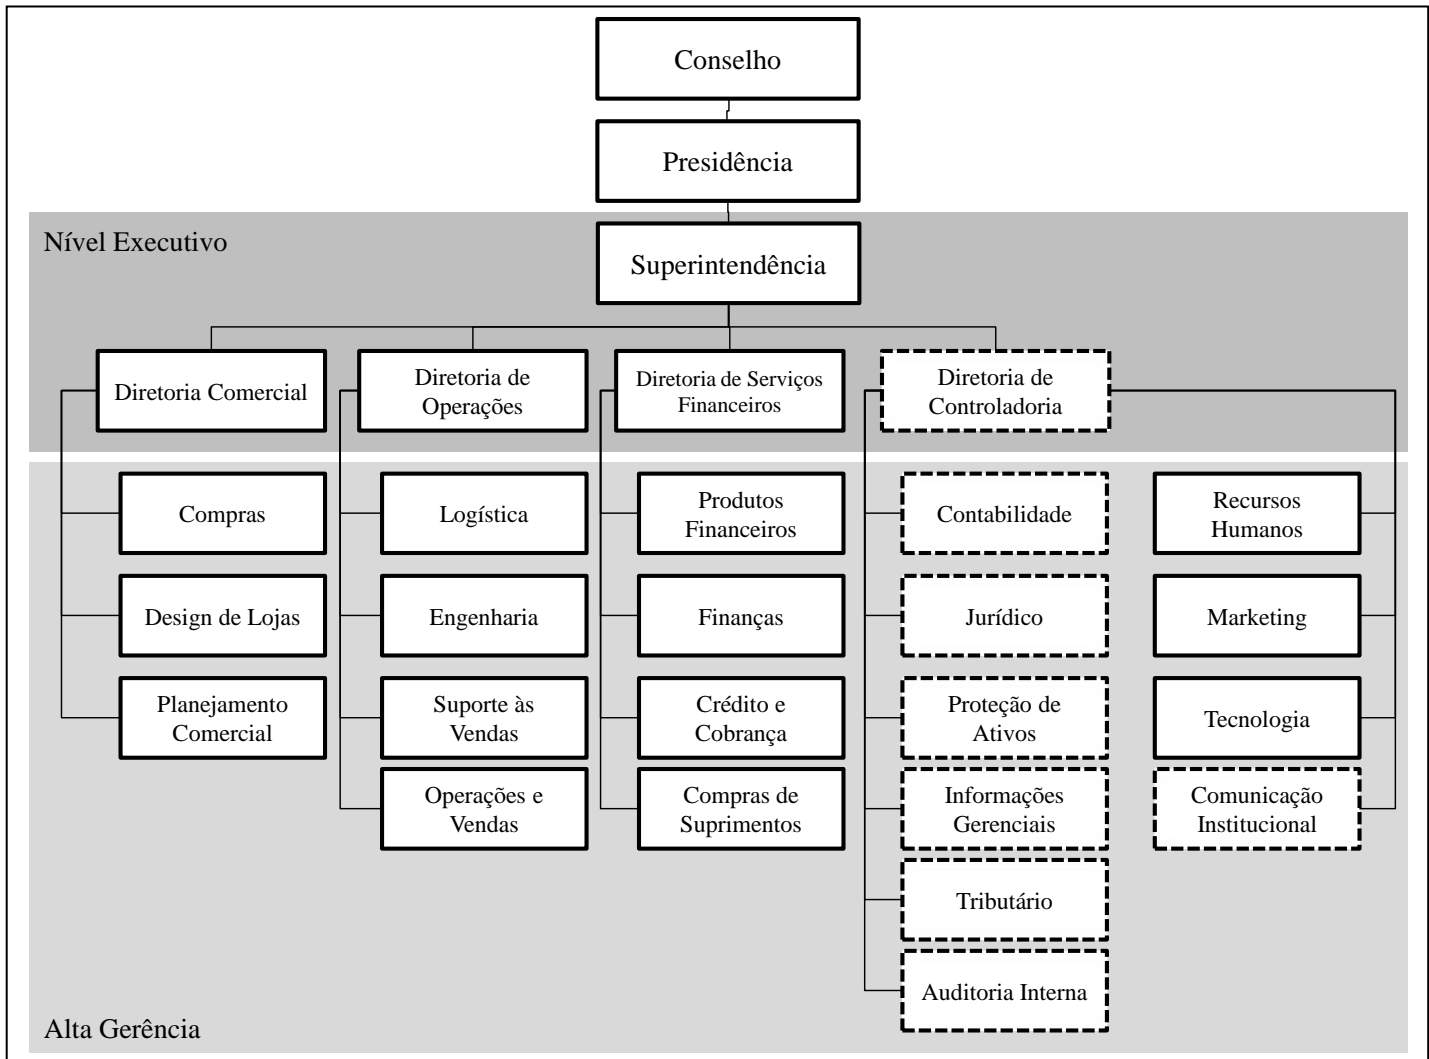 Conselho
Presidência
Nível Executivo
Superintendência
Diretoria Comercial
Diretoria de
Operações
Diretoria de Serviços
Financeiros
Diretoria de
Controladoria
Compras
Logística
Produtos
Financeiros
Contabilidade
Recursos
Humanos
Design de Lojas
Engenharia
Finanças
Jurídico
Marketing
Planejamento
Comercial
Suporte às
Vendas
Crédito e
Cobrança
Proteção de
Ativos
Tecnologia
Operações e
Vendas
Compras de
Suprimentos
Informações
Gerenciais
Comunicação
Institucional
Tributário
Auditoria Interna
Alta Gerência